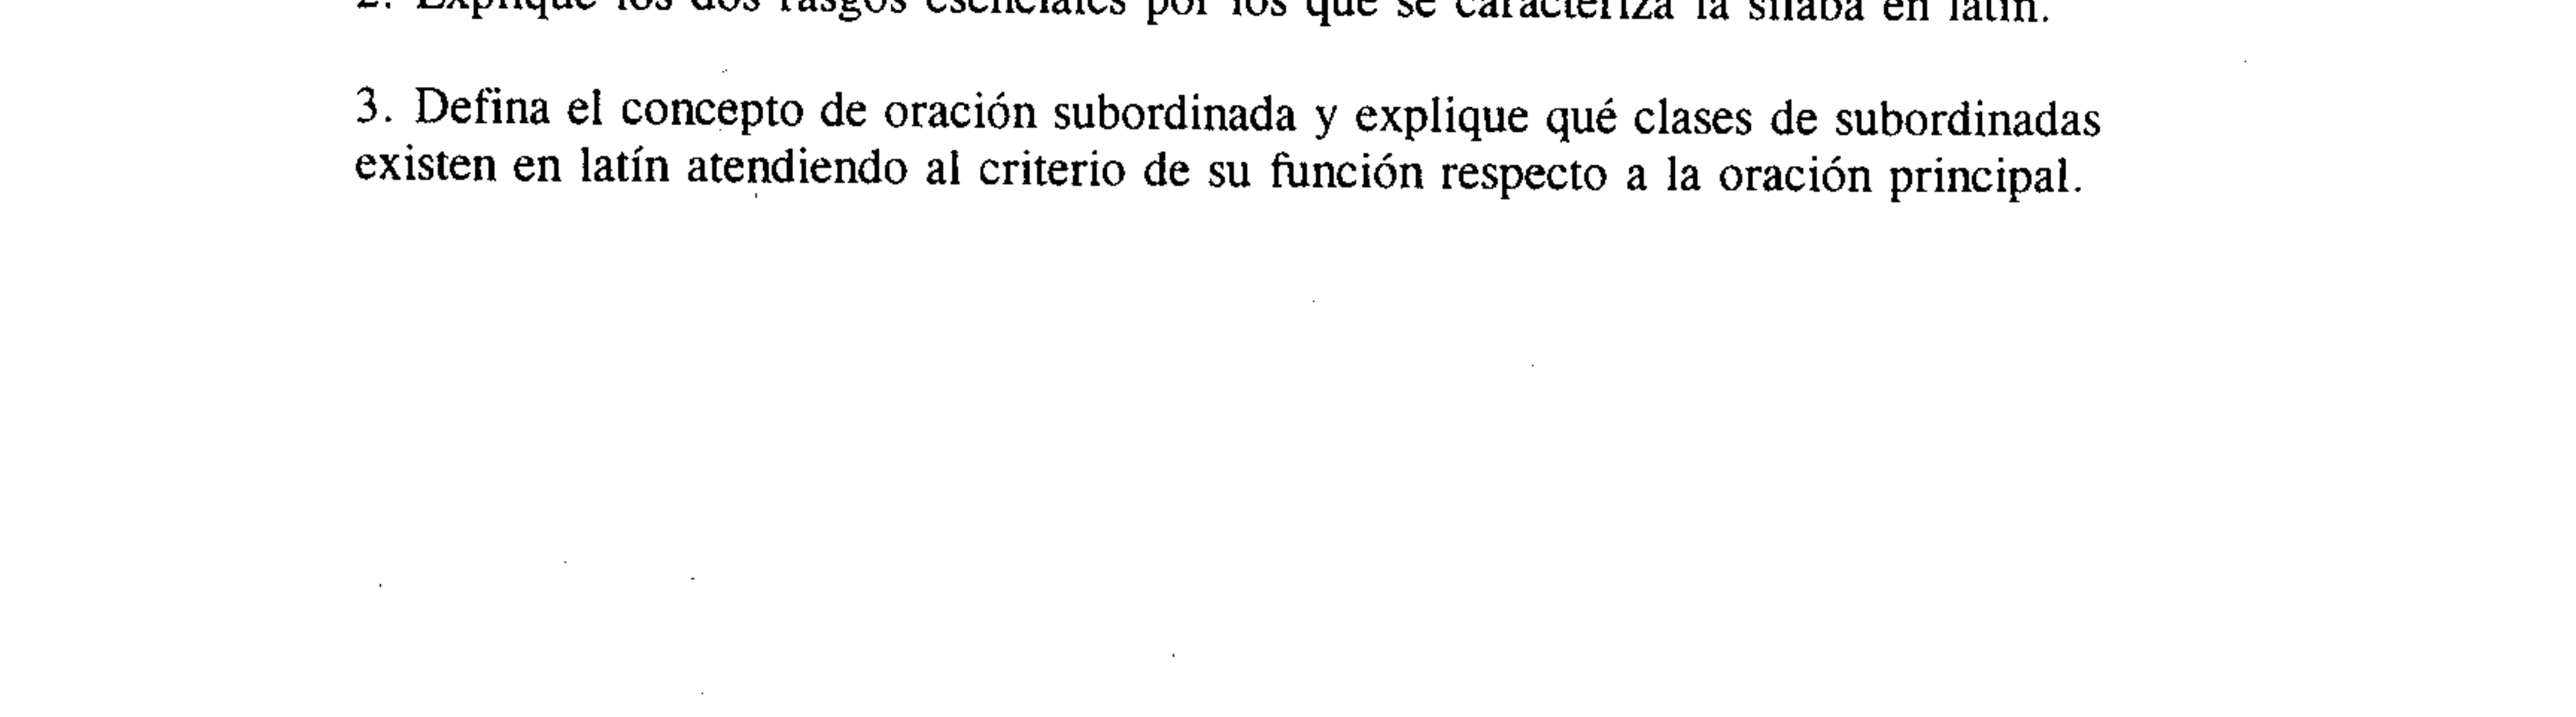 2. Explique los dos rasgos esenciales por los que se caracteriza la sílaba en latín.
3. Defina el concepto de oración subordinada y explique qué clases de subordinadas
existen en latín atendiendo al criterio de su función respecto a la oración principal.